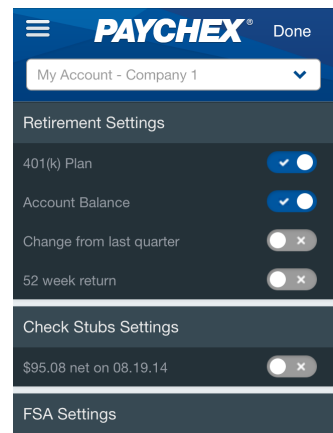 PAYCHEX® Done
My Account - Company 1
Retirement Settings
401(k) Plan
Account Balance
Change from last quarter
52 week return
Check Stubs Settings
$95.08 net on 08.19.14
FSA Settings